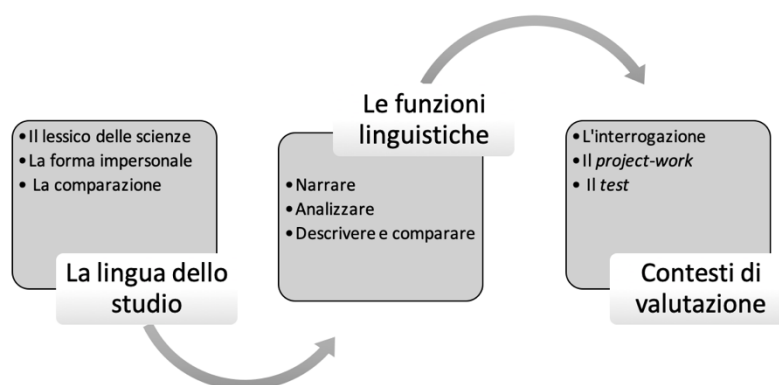 • Il lessico delle scienze
• La forma impersonale
• La comparazione
La lingua dello
studio
Le funzioni
linguistiche
• Narrare
• Analizzare
• Descrivere e comparare
• L'interrogazione
• Il project-work
• Il test
Contesti di
valutazione